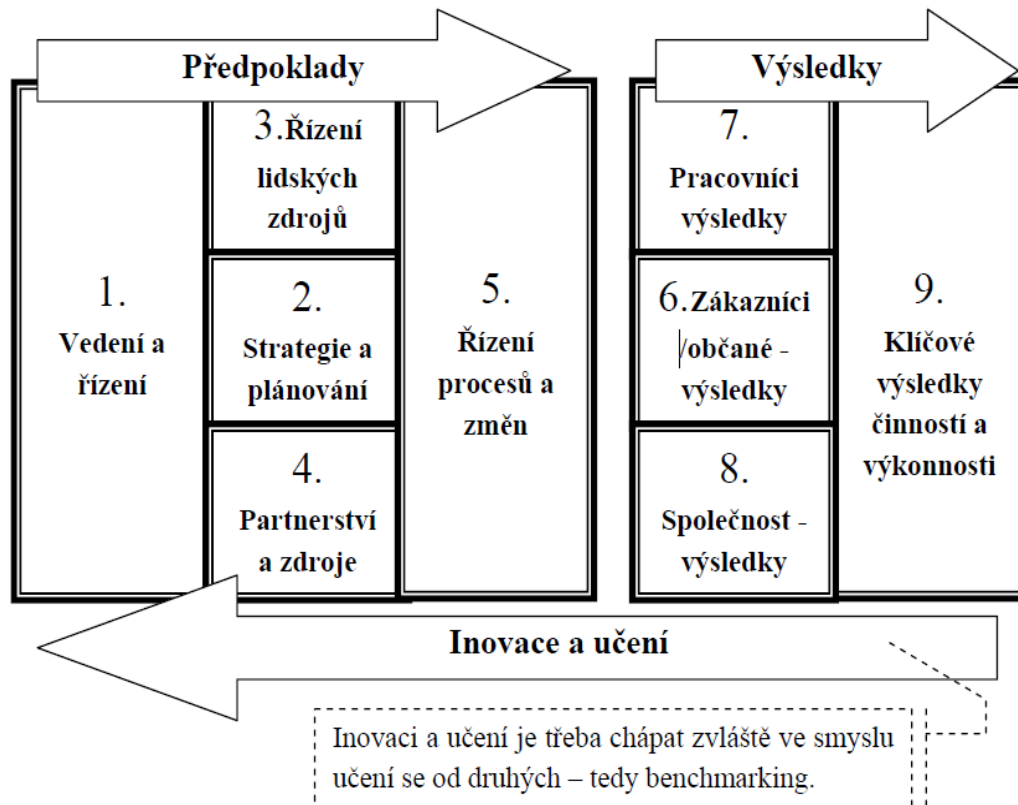 Předpoklady
Výsledky
1.
Vedení a
řízení
3.Řízení
lidských
zdrojů
2.
Strategie a
plánování
4.
Partnerství
a zdroje
5.
Řízení
procesů a
změn
7.
Pracovníci
výsledky
6.Zákazníci
/občané -
výsledky
8.
Společnost -
výsledky
9.
Klíčové
výsledky
činností a
výkonnosti
Inovace a učení
Inovaci a učení je třeba chápat zvláště ve smyslu
učení se od druhých – tedy benchmarking.